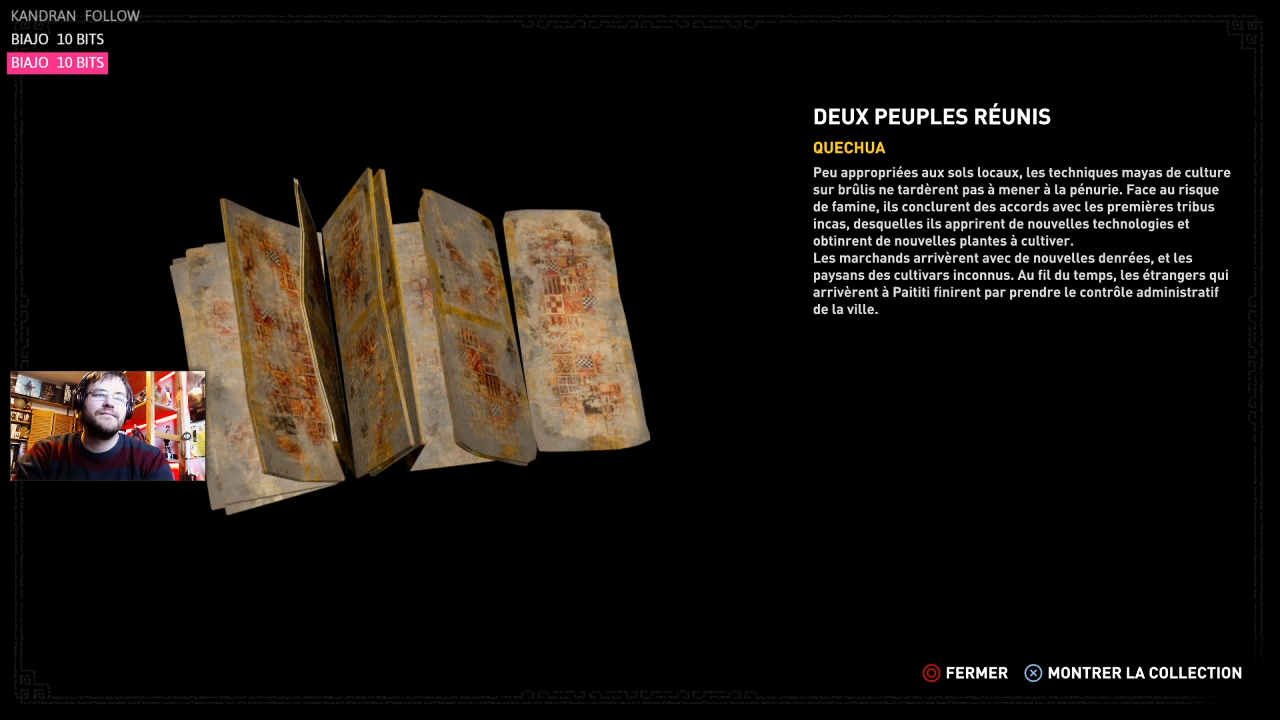 KANDRAN FOLLOW
BIAJO 10 BITS
BIAJO 10 BITS
DEUX PEUPLES RÉUNIS
QUECHUA
Peu appropriées aux sols locaux, les techniques mayas de culture
sur brûlis ne tardèrent pas à mener à la pénurie. Face au risque
de famine, ils conclurent des accords avec les premières tribus
incas, desquelles ils apprirent de nouvelles technologies et
obtinrent de nouvelles plantes à cultiver.
Les marchands arrivèrent avec de nouvelles denrées, et les
paysans des cultivars inconnus. Au fil du temps, les étrangers qui
arrivèrent à Paititi finirent par prendre le contrôle administratif
de la ville.
FERMER
MONTRER LA COLLECTION